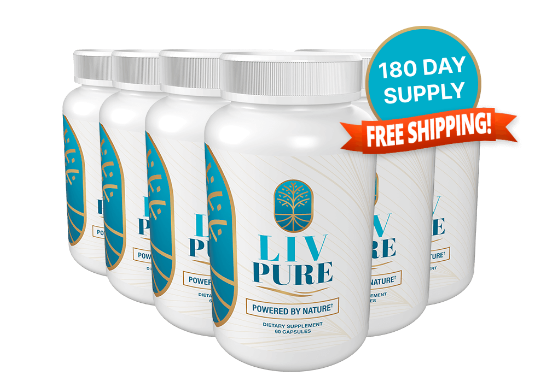 180 DAY
SUPPLY
FREE SHIPPING!
LIV
PURE
POWERED BY NATURE†
DIETARY SUPPLEMENT
60 CAPSULES